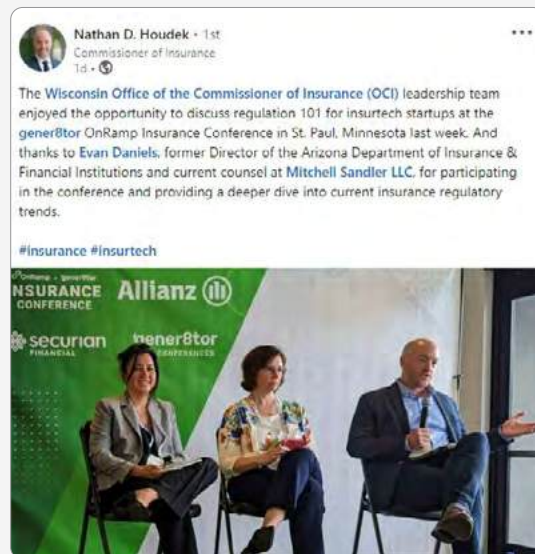 Nathan D. Houdek • 1st
Commissioner of Insurance
1d •
The Wisconsin Office of the Commissioner of Insurance (OCI) leadership team
enjoyed the opportunity to discuss regulation 101 for insurtech startups at the
gener8tor OnRamp Insurance Conference in St. Paul, Minnesota last week. And
thanks to Evan Daniels, former Director of the Arizona Department of Insurance &
Financial Institutions and current counsel at Mitchell Sandler LLC, for participating
in the conference and providing a deeper dive into current insurance regulatory
trends.
#insurance #insurtech
gener8tor
NSURANCE
CONFERENCE
Allianz
securian
FINANCIAL
gener8tor
CONFERENCES